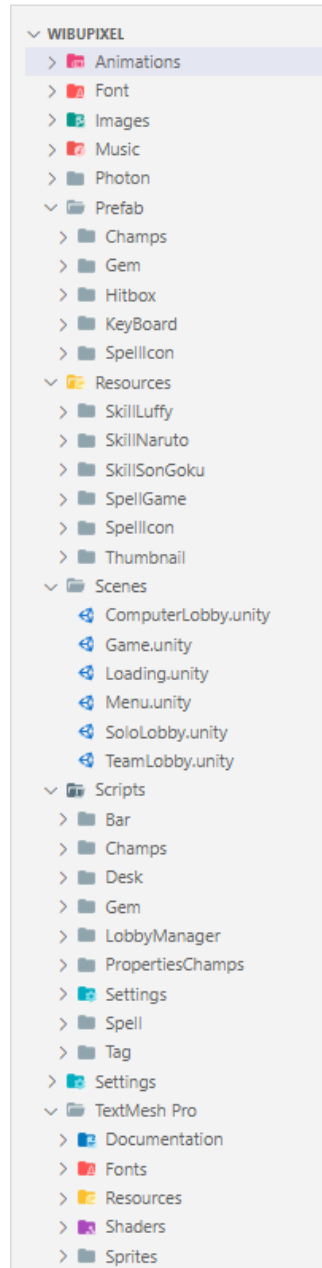 WIBUPIXEL
Animations
Font
Images
Music
Photon
Prefab
Champs
Gem
Hitbox
KeyBoard
SpellIcon
Resources
SkillLuffy
SkillNaruto
SkillSonGoku
SpellGame
SpellIcon
Thumbnail
Scenes
ComputerLobby.unity
Game.unity
Loading.unity
Menu.unity
SoloLobby.unity
TeamLobby.unity
Scripts
Bar
Champs
Desk
Gem
LobbyManager
PropertiesChamps
Settings
Spell
Tag
Settings
TextMesh Pro
Documentation
Fonts
Resources
Shaders
Sprites